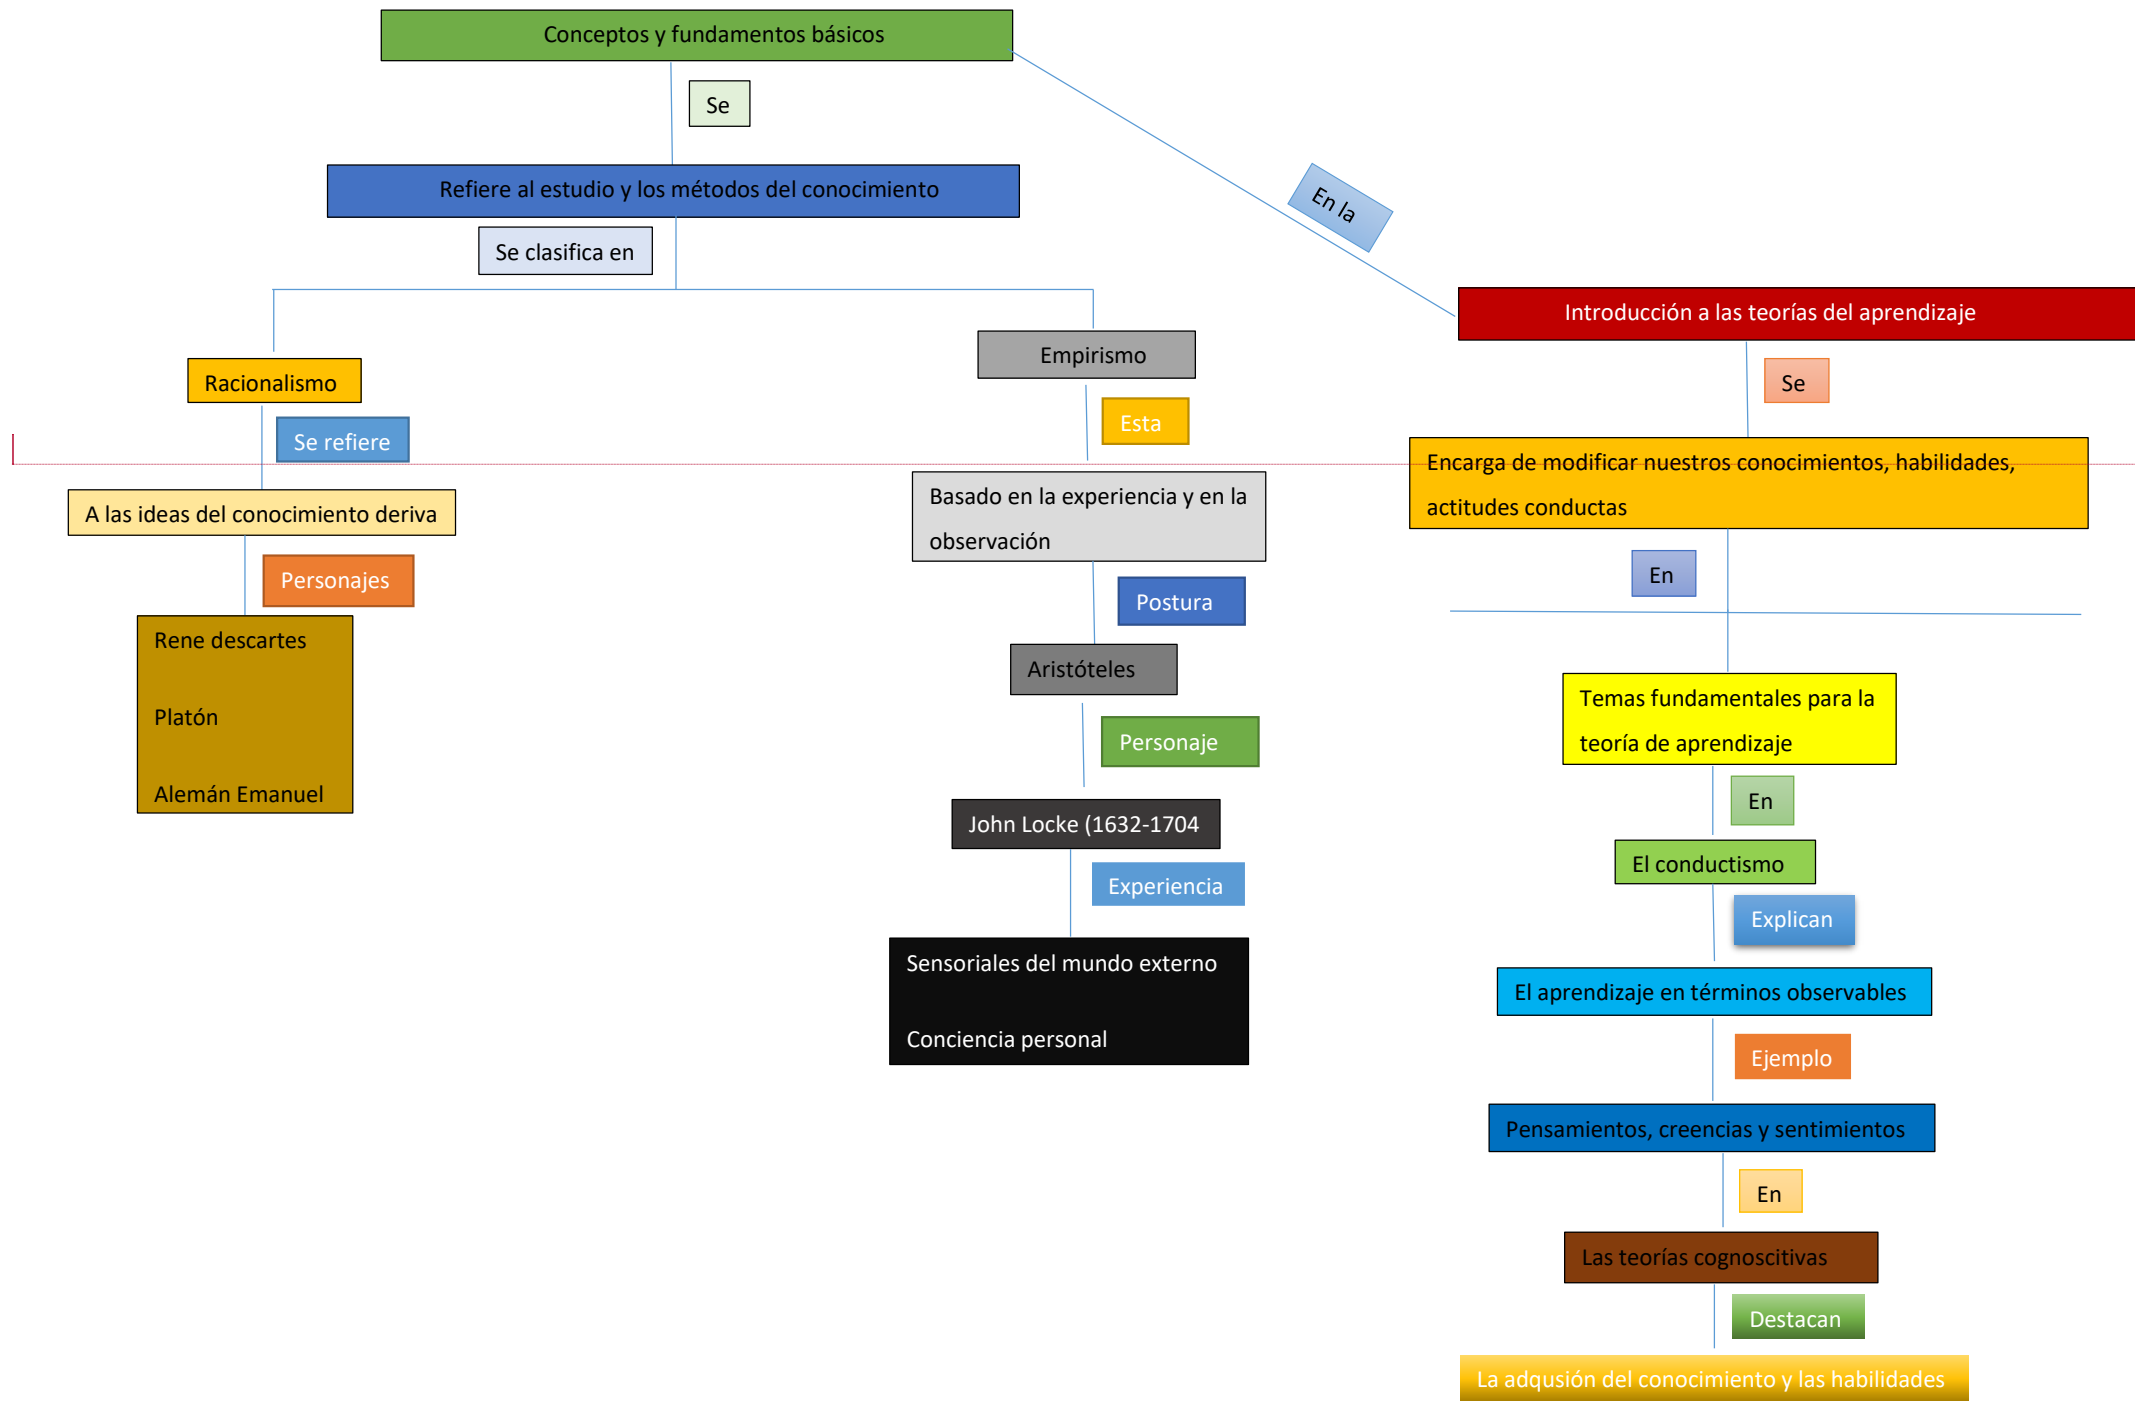 Conceptos y fundamentos básicos
Se
Refiere al estudio y los métodos del conocimiento
Se clasifica en
En la
Introducción a las teorías del aprendizaje
Racionalismo
Empirismo
Se
Se refiere
Esta
Encarga de modificar nuestros conocimientos, habilidades,
actitudes conductas
A las ideas del conocimiento deriva
Basado en la experiencia y en la
observación
Personajes
Postura
En
Rene descartes
Platón
Alemán Emanuel
Aristóteles
Personaje
John Locke (1632-1704
Experiencia
Sensoriales del mundo externo
Conciencia personal
Temas fundamentales para la
teoría de aprendizaje
En
El conductismo
Explican
El aprendizaje en términos observables
Ejemplo
Pensamientos, creencias y sentimientos
En
Las teorías cognoscitivas
Destacan
La adqusión del conocimiento y las habilidades